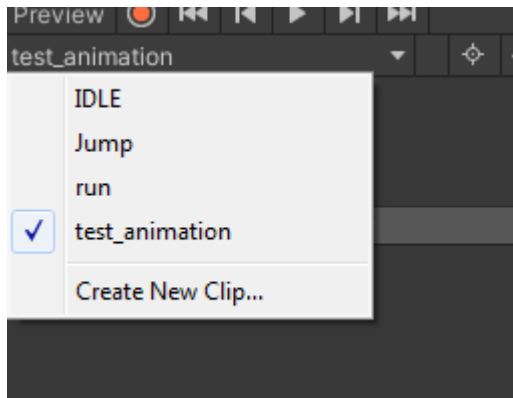 Preview
test_animation
IDLE
Jump
run
test_animation
Create New Clip...